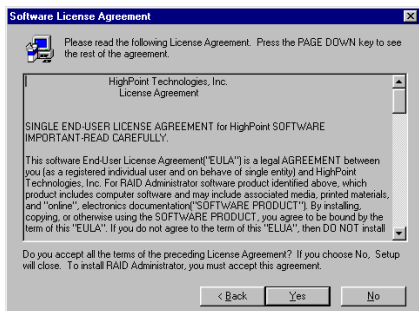 Software License Agreement
Please read the following License Agreement. Press the PAGE DOWN key to see
the rest of the agreement.
HighPoint Technologies, Inc.
License Agreement
SINGLE END-USER LICENSE AGREEMENT for HighPoint SOFTWARE
IMPORTANT-READ CAREFULLY.
This software End-User License Agreement("EULA") is a legal AGREEMENT between
you (as a registered individual user and on behave of single entity) and HighPoint
Technologies, Inc. For RAID Administrator software product identified above, which
product includes computer software and may include associated media, printed materials,
and "online", electronics documentation("SOFTWARE PRODUCT"). By installing,
copying, or otherwise using the SOFTWARE PRODUCT, you agree to be bound by the
term of this "EULA". If you do not agree to the term of this "ELUA", then DO NOT install
Do you accept all the terms of the preceding License Agreement? If you choose No, Setup
will close. To install RAID Administrator, you must accept this agreement.
< Back Yes No